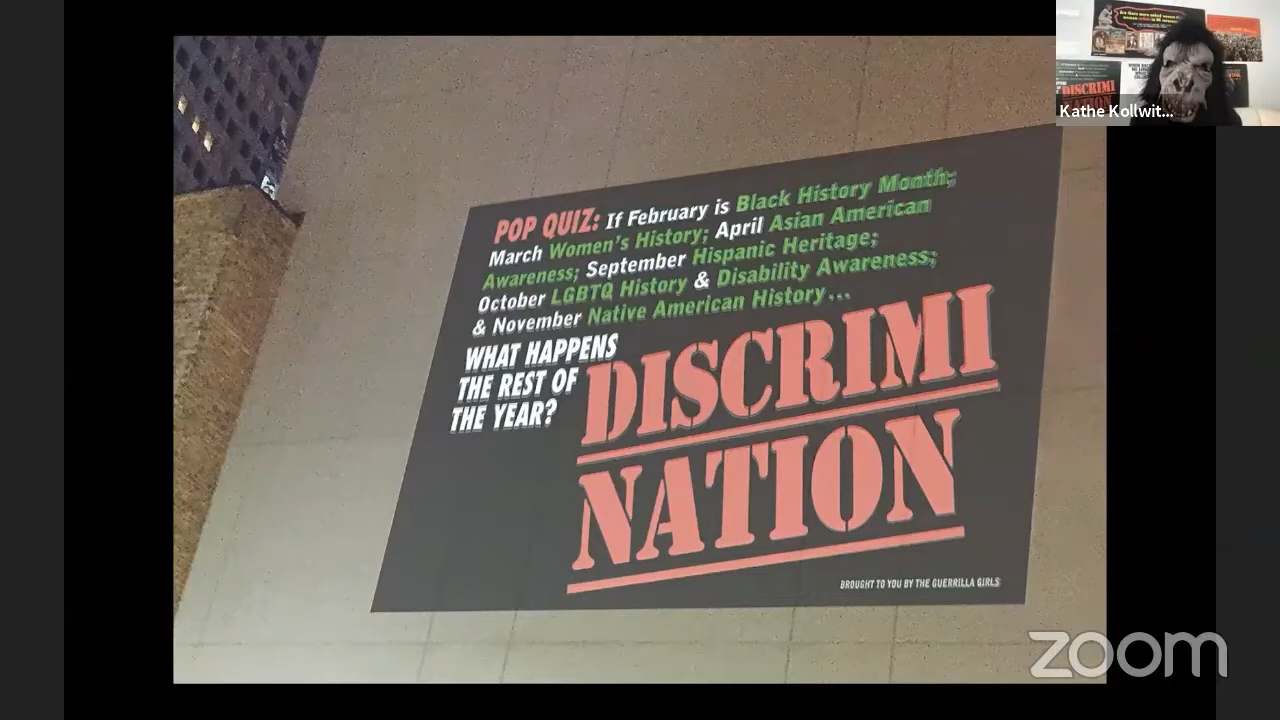 POP QUIZ: If February is Black History Month;
March Women's History; April Asian American
Awareness; September Hispanic Heritage;
October LGBTQ History & Disability Awareness;
& November Native American History...
WHAT HAPPENS
THE REST OF
THE YEAR?
DISCRIMI
NATION
BROUGHT TO YOU BY THE GUERRILLA GIRLS
DISCRIMI
NATION
Kathe Kollwit...
zoom